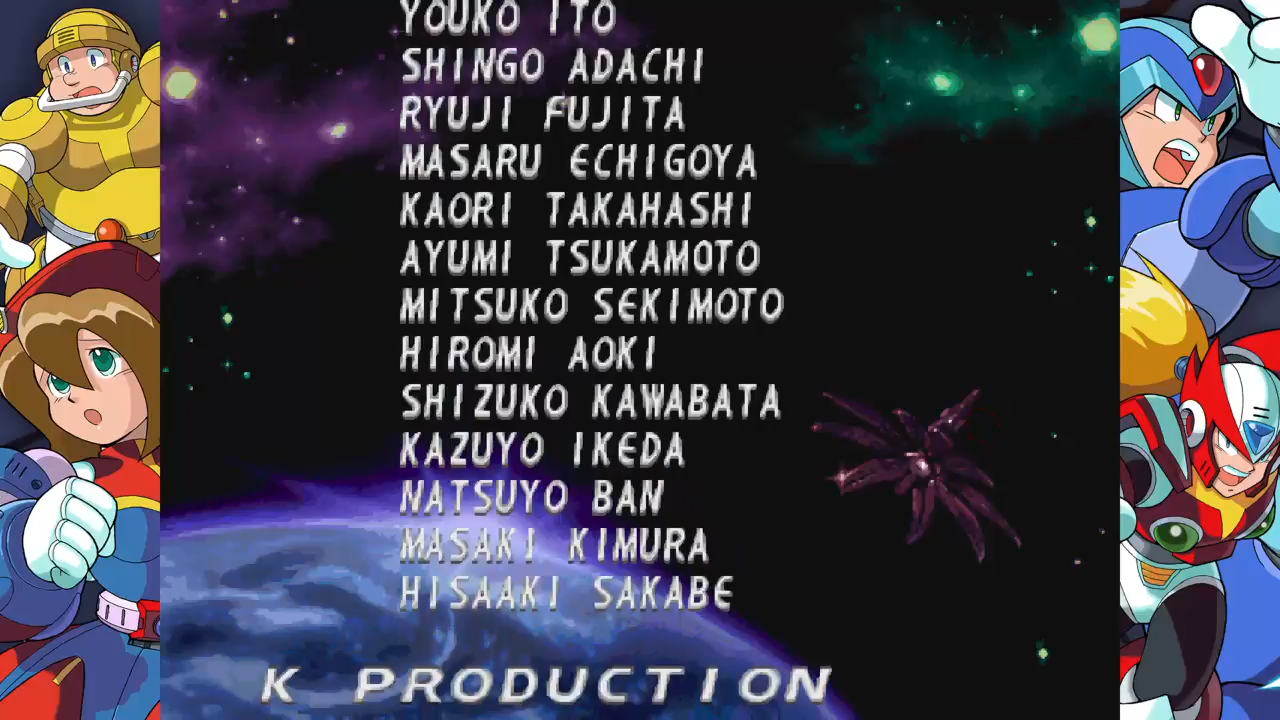 YOUKO ITO
SHINGO ADACHI
RYUJI FUJITA
MASARU ECHIGOYA
KAORI TAKAHASHI
AYUMI TSUKAMOTO
MITSUKO SEKIMOTO
HIROMI AOKI
SHIZUKO KAWABATA
KAZUYO IKEDA
NATSUYO BAN
MASAKI KIMURA
HISAAKI SAKABE
K PRODUCTION